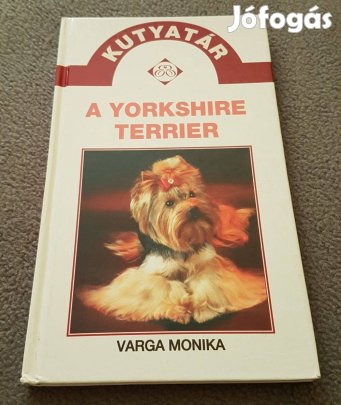 Jófogás
KUTYATÁR
A YORKSHIRE
TERRIER
VARGA MONIKA